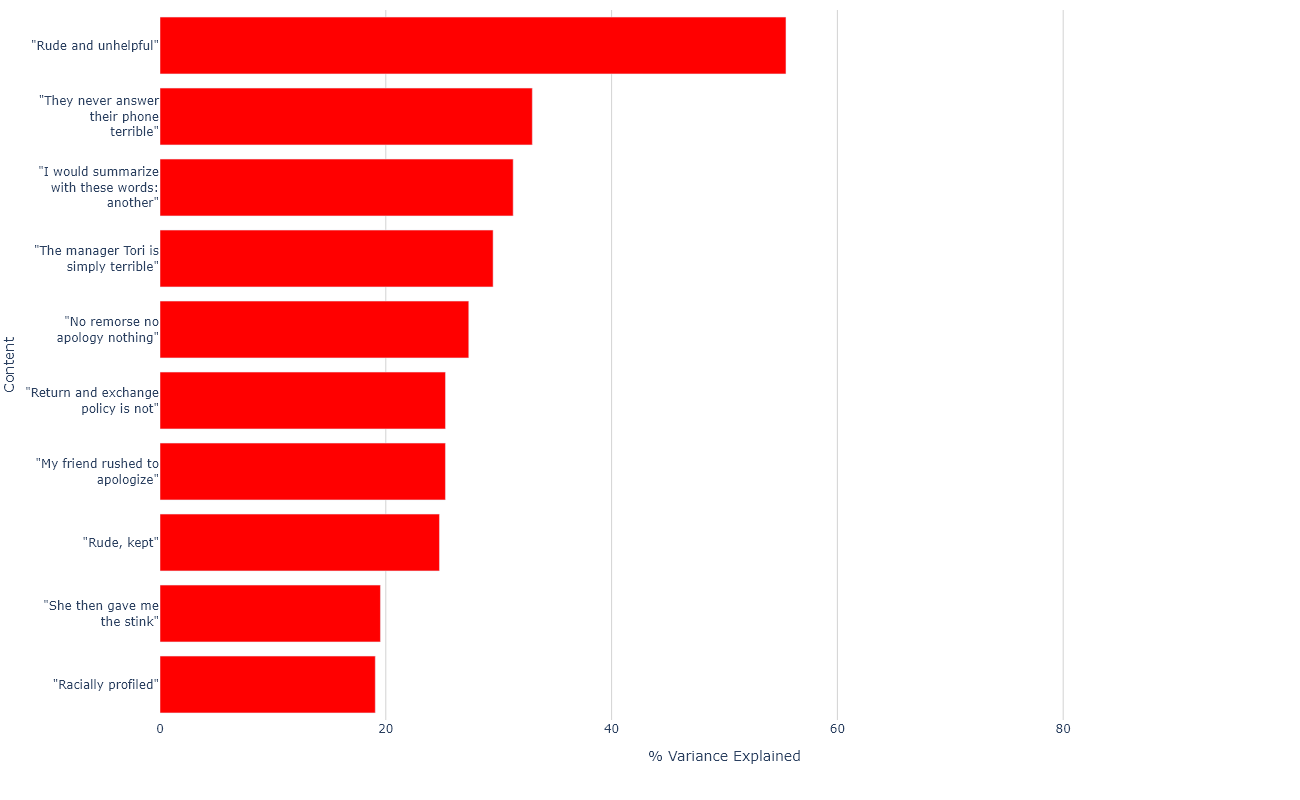 "Rude and unhelpful"
"They never answer
their phone
terrible"
"I would summarize
with these words:
another"
"The manager Tori is
simply terrible"
"No remorse no
apology nothing"
"Return and exchange
policy is not"
"My friend rushed to
apologize"
"Rude, kept"
"She then gave me
the stink"
"Racially profiled"
Content
0 20 40 60 80
% Variance Explained